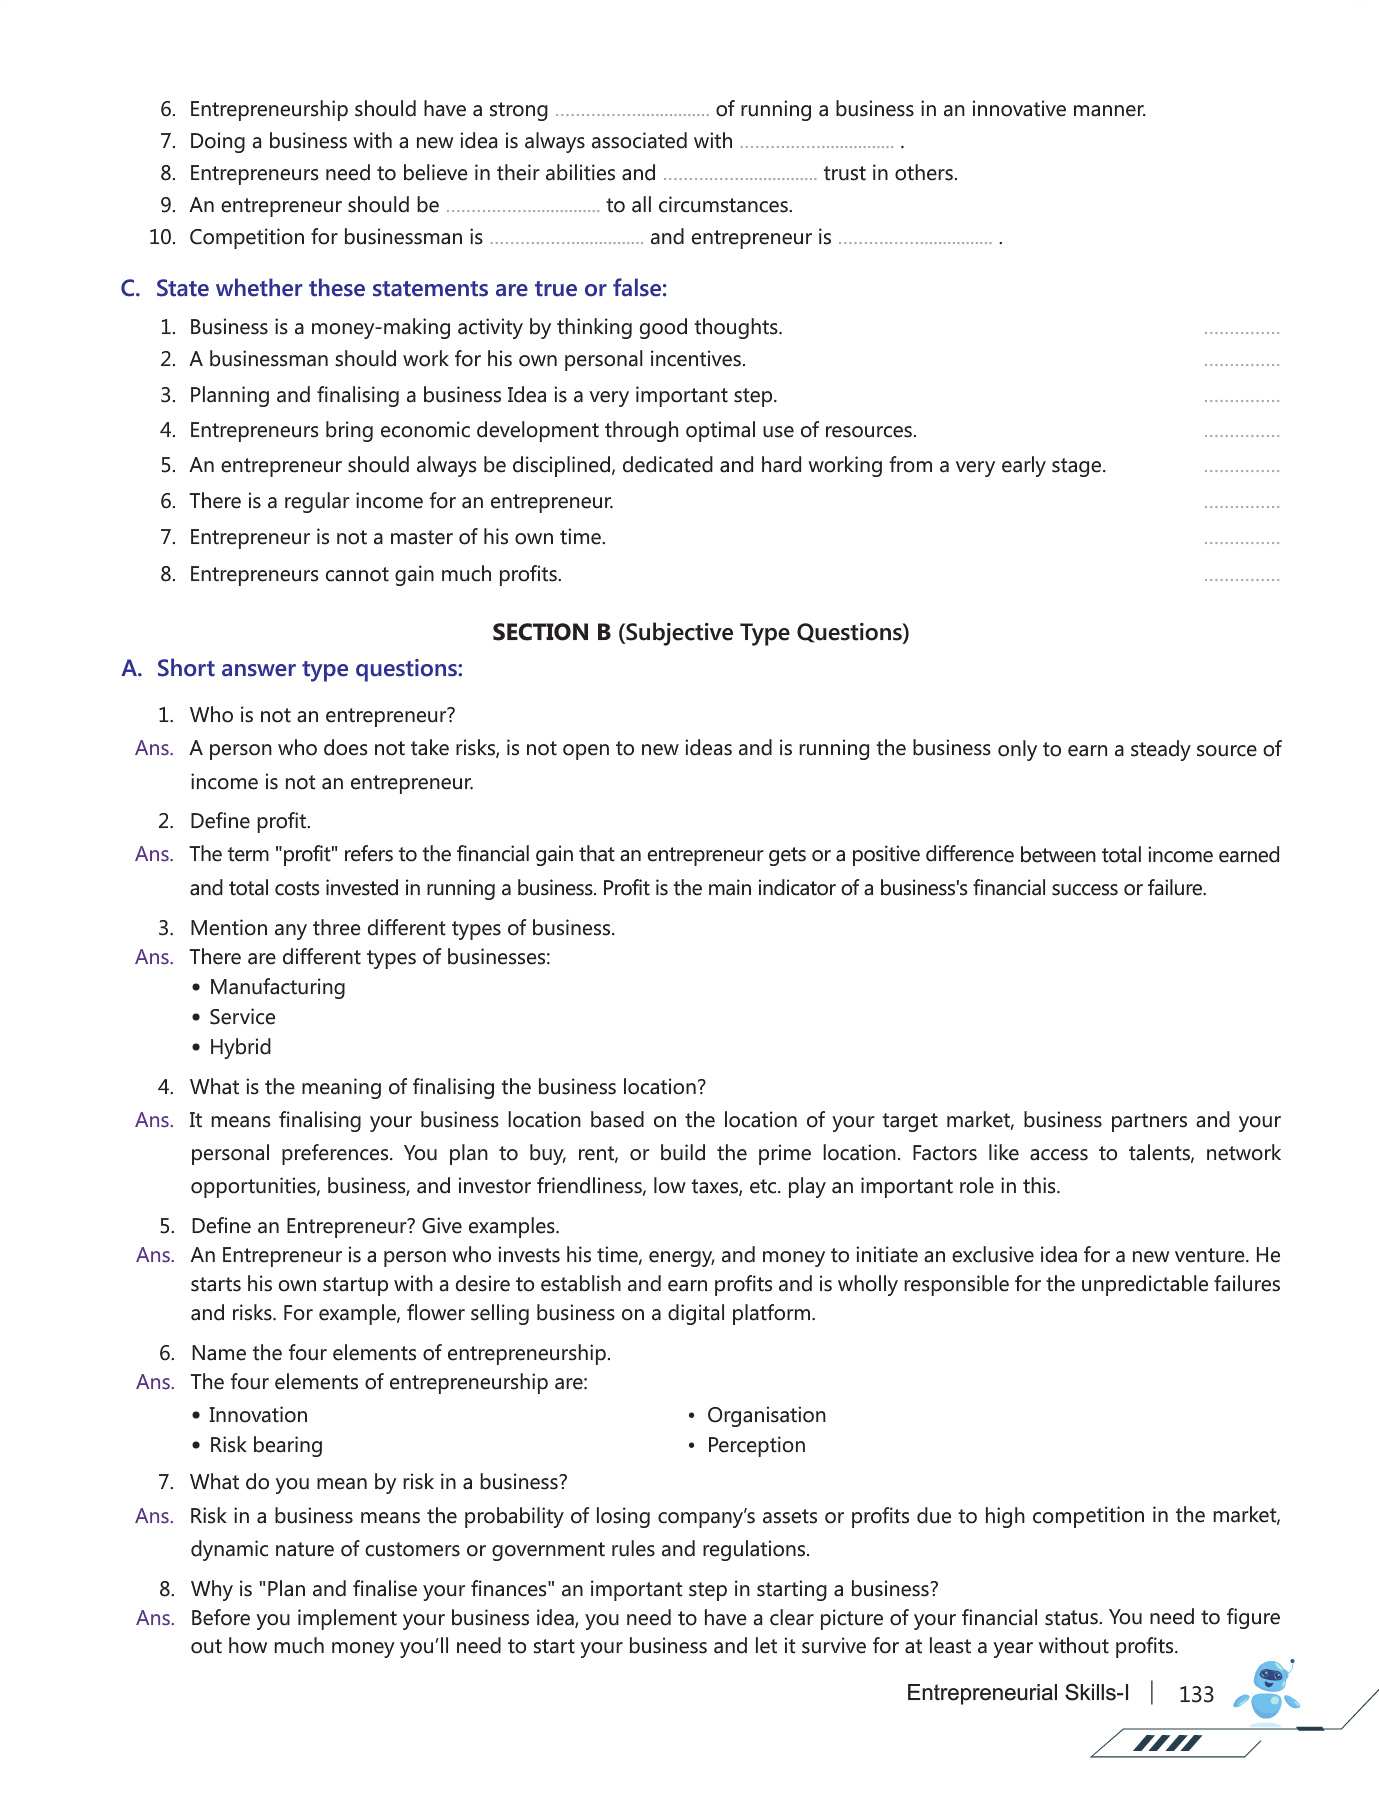 6. Entrepreneurship should have a strong ............................... of running a business in an innovative manner.
7. Doing a business with a new idea is always associated with ............................... .
8. Entrepreneurs need to believe in their abilities and ............................... trust in others.
9. An entrepreneur should be ............................... to all circumstances.
10. Competition for businessman is ............................... and entrepreneur is ............................... .
C. State whether these statements are true or false:
1. Business is a money-making activity by thinking good thoughts. ...............
2. A businessman should work for his own personal incentives. ...............
3. Planning and finalising a business Idea is a very important step. ...............
4. Entrepreneurs bring economic development through optimal use of resources. ...............
5. An entrepreneur should always be disciplined, dedicated and hard working from a very early stage. ...............
6. There is a regular income for an entrepreneur. ...............
7. Entrepreneur is not a master of his own time. ...............
8. Entrepreneurs cannot gain much profits. ...............
SECTION B (Subjective Type Questions)
A. Short answer type questions:
1. Who is not an entrepreneur?
Ans. A person who does not take risks, is not open to new ideas and is running the business only to earn a steady source of
income is not an entrepreneur.
2. Define profit.
Ans. The term "profit" refers to the financial gain that an entrepreneur gets or a positive difference between total income earned
and total costs invested in running a business. Profit is the main indicator of a business's financial success or failure.
3. Mention any three different types of business.
Ans. There are different types of businesses:
• Manufacturing
• Service
• Hybrid
4. What is the meaning of finalising the business location?
Ans. It means finalising your business location based on the location of your target market, business partners and your
personal preferences. You plan to buy, rent, or build the prime location. Factors like access to talents, network
opportunities, business, and investor friendliness, low taxes, etc. play an important role in this.
5. Define an Entrepreneur? Give examples.
Ans. An Entrepreneur is a person who invests his time, energy, and money to initiate an exclusive idea for a new venture. He
starts his own startup with a desire to establish and earn profits and is wholly responsible for the unpredictable failures
and risks. For example, flower selling business on a digital platform.
6. Name the four elements of entrepreneurship.
Ans. The four elements of entrepreneurship are:
• Innovation • Organisation
• Risk bearing • Perception
7. What do you mean by risk in a business?
Ans. Risk in a business means the probability of losing company's assets or profits due to high competition in the market,
dynamic nature of customers or government rules and regulations.
8. Why is "Plan and finalise your finances" an important step in starting a business?
Ans. Before you implement your business idea, you need to have a clear picture of your financial status. You need to figure
out how much money you'll need to start your business and let it survive for at least a year without profits.
Entrepreneurial Skills-I | 133